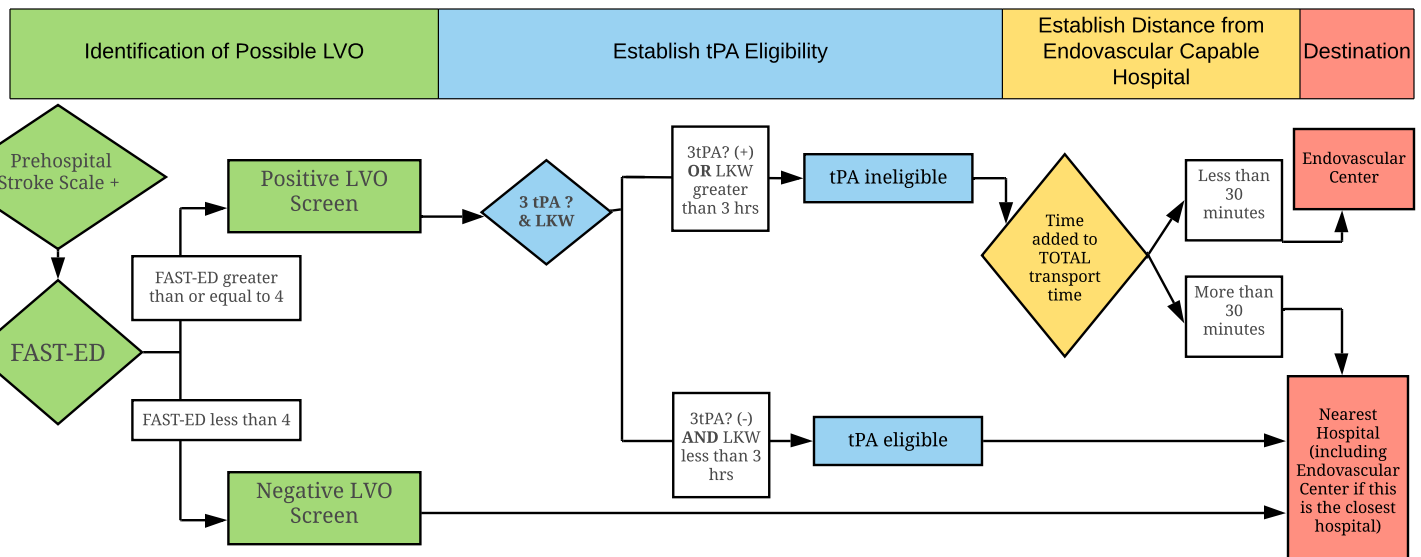 Identification of Possible LVO
Establish tPA Eligibility
Establish Distance from
Endovascular Capable
Hospital
Destination
Prehospital
Stroke Scale +
FAST-ED
FAST-ED greater
than or equal to 4
FAST-ED less than 4
Positive LVO
Screen
Negative LVO
Screen
3 tPA ?
& LKW
3tPA? (+)
OR LKW
greater
than 3 hrs
3tPA? (-)
AND LKW
less than 3
hrs
tPA ineligible
tPA eligible
Time
added to
TOTAL
transport
time
Less than
30
minutes
More than
30
minutes
Endovascular
Center
Nearest
Hospital
(including
Endovascular
Center if this
is the closest
hospital)